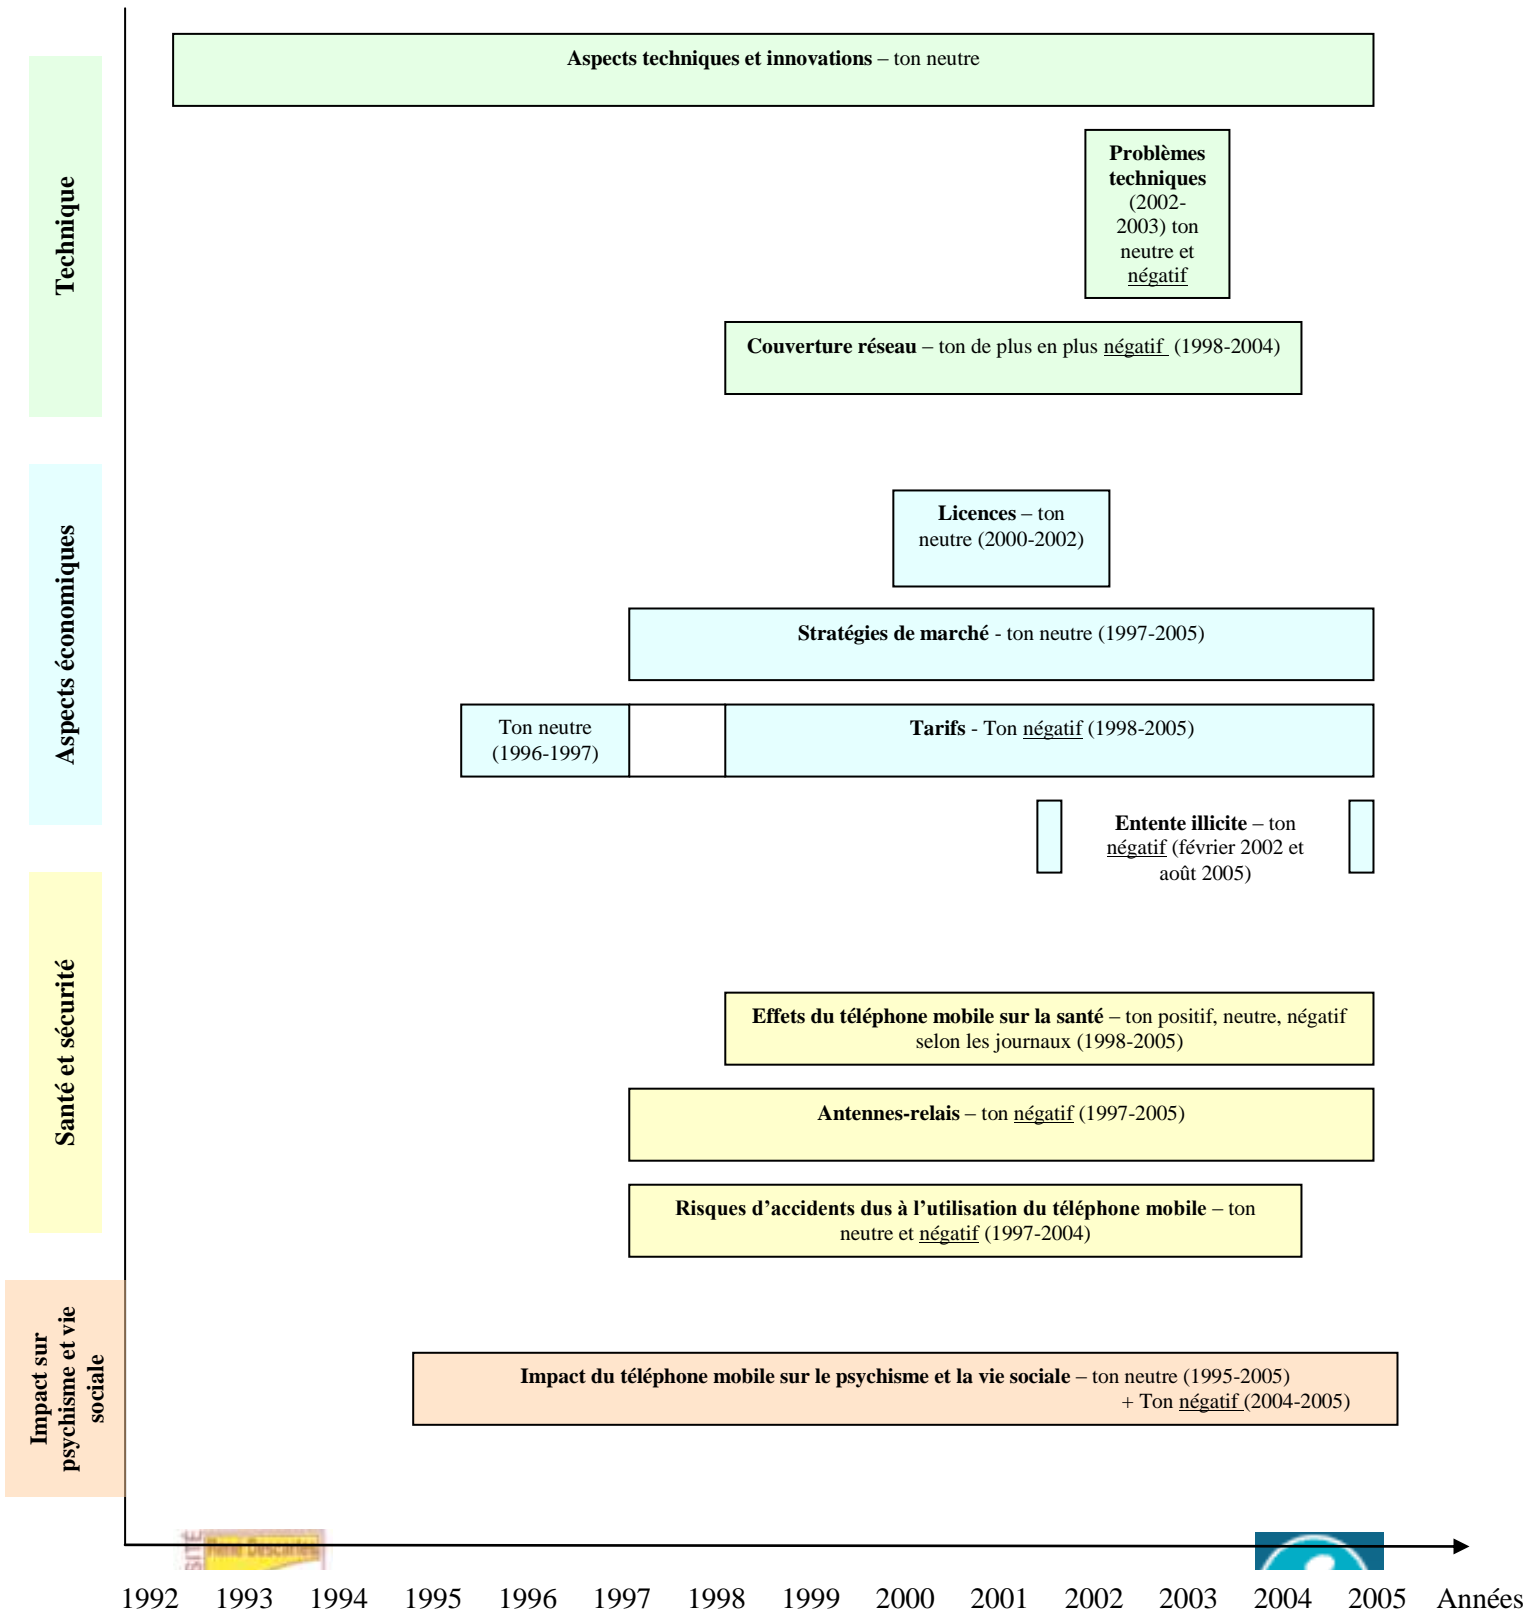 Technique
Aspects techniques et innovations – ton neutre
Problèmes
techniques
(2002-
2003) ton
neutre et
négatif
Couverture réseau – ton de plus en plus négatif (1998-2004)
Aspects économiques
Licences – ton
neutre (2000-2002)
Stratégies de marché - ton neutre (1997-2005)
Ton neutre
(1996-1997)
Tarifs - Ton négatif (1998-2005)
Entente illicite – ton
négatif (février 2002 et
août 2005)
Santé et sécurité
Effets du téléphone mobile sur la santé – ton positif, neutre, négatif
selon les journaux (1998-2005)
Antennes-relais – ton négatif (1997-2005)
Risques d’accidents dus à l’utilisation du téléphone mobile – ton
neutre et négatif (1997-2004)
Impact sur
psychisme et vie
sociale
Impact du téléphone mobile sur le psychisme et la vie sociale – ton neutre (1995-2005)
+ Ton négatif (2004-2005)
René Descartes
1992 1993 1994 1995 1996 1997 1998 1999 2000 2001 2002 2003 2004 2005 Années